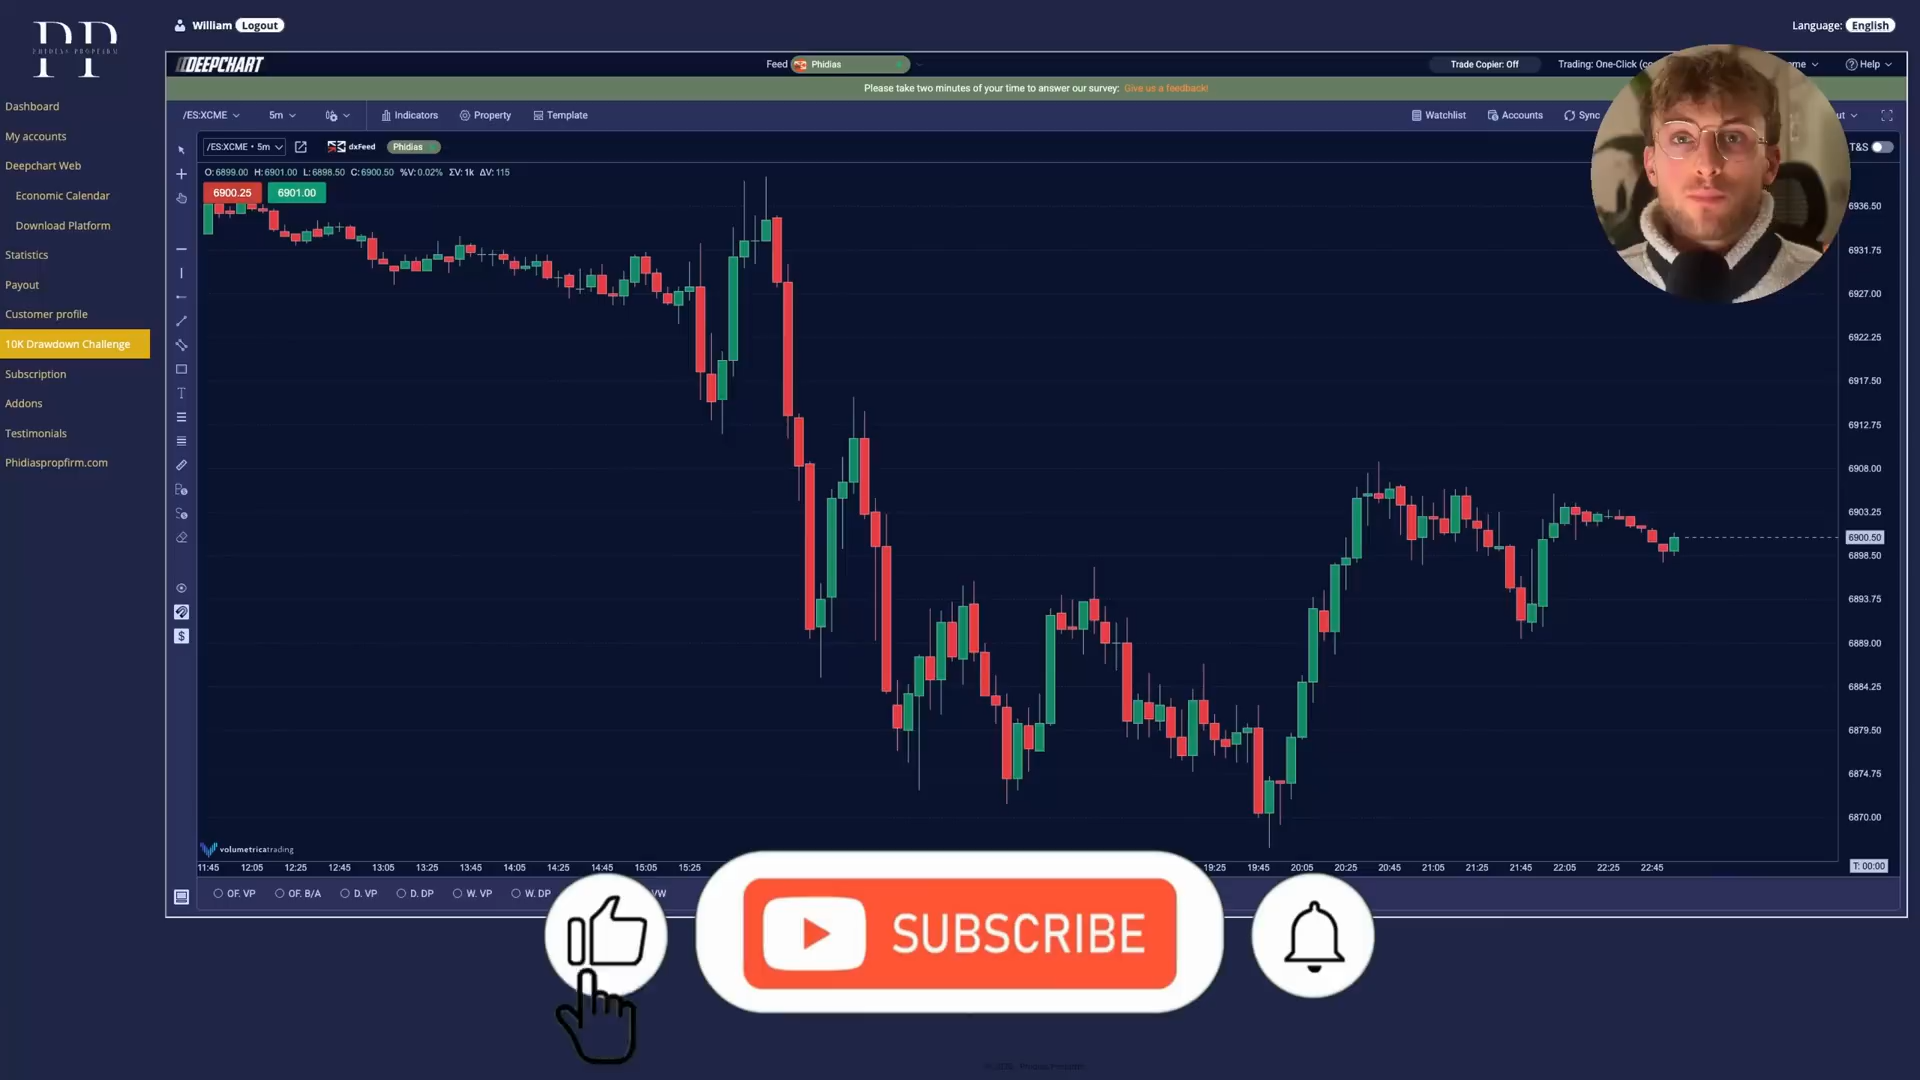 PP
PHIDIAS PROPFIRM
William Logout
Language: English
Dashboard
My accounts
Deepchart Web
Economic Calendar
Download Platform
Statistics
Payout
Customer profile
10K Drawdown Challenge
Subscription
Addons
Testimonials
Phidiaspropfirm.com
DEEPCHART
Feed Phidias
Trade Copier: Off
Trading: One-Click
Help
Please take two minutes of your time to answer our survey: Give us a feedback!
/ES:XCME 5m Indicators Property Template
Watchlist Accounts Sync
/ES:XCME • 5m dxFeed Phidias
T&S
O: 6899.00 H: 6901.00 L: 6898.50 C: 6900.50 %V: 0.02% ΣV: 1k ΔV: 115
6900.25 6901.00
6936.50
6931.75
6927.00
6922.25
6917.50
6912.75
6908.00
6903.25
6900.50
6898.50
6893.75
6889.00
6884.25
6879.50
6874.75
6870.00
volumetricatrading
11:45 12:05 12:25 12:45 13:05 13:25 13:45 14:05 14:25 14:45 15:05 15:25 19:25 19:45 20:05 20:25 20:45 21:05 21:25 21:45 22:05 22:25 22:45
T: 00:00
OF. VP OF. B/A D. VP D. DP W. VP W. DP
SUBSCRIBE